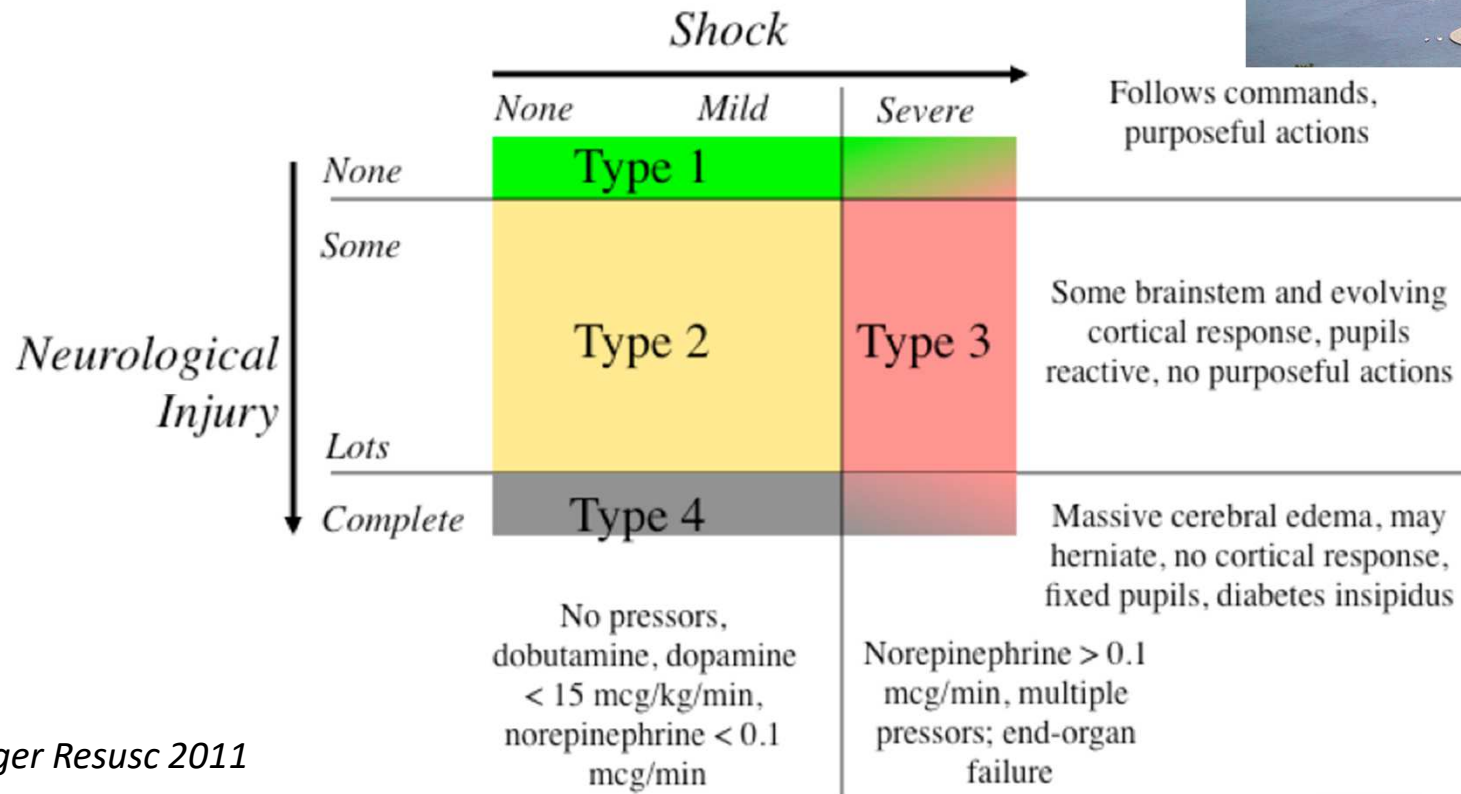 Shock
None Mild Severe
Follows commands,
purposeful actions
None
Type 1
Some
Neurological
Injury
Type 2
Type 3
Some brainstem and evolving
cortical response, pupils
reactive, no purposeful actions
Lots
Complete
Type 4
Massive cerebral edema, may
herniate, no cortical response,
fixed pupils, diabetes insipidus
No pressors,
dobutamine, dopamine
< 15 mcg/kg/min,
norepinephrine < 0.1
mcg/min
Norepinephrine > 0.1
mcg/min, multiple
pressors; end-organ
failure
Resusc 2011